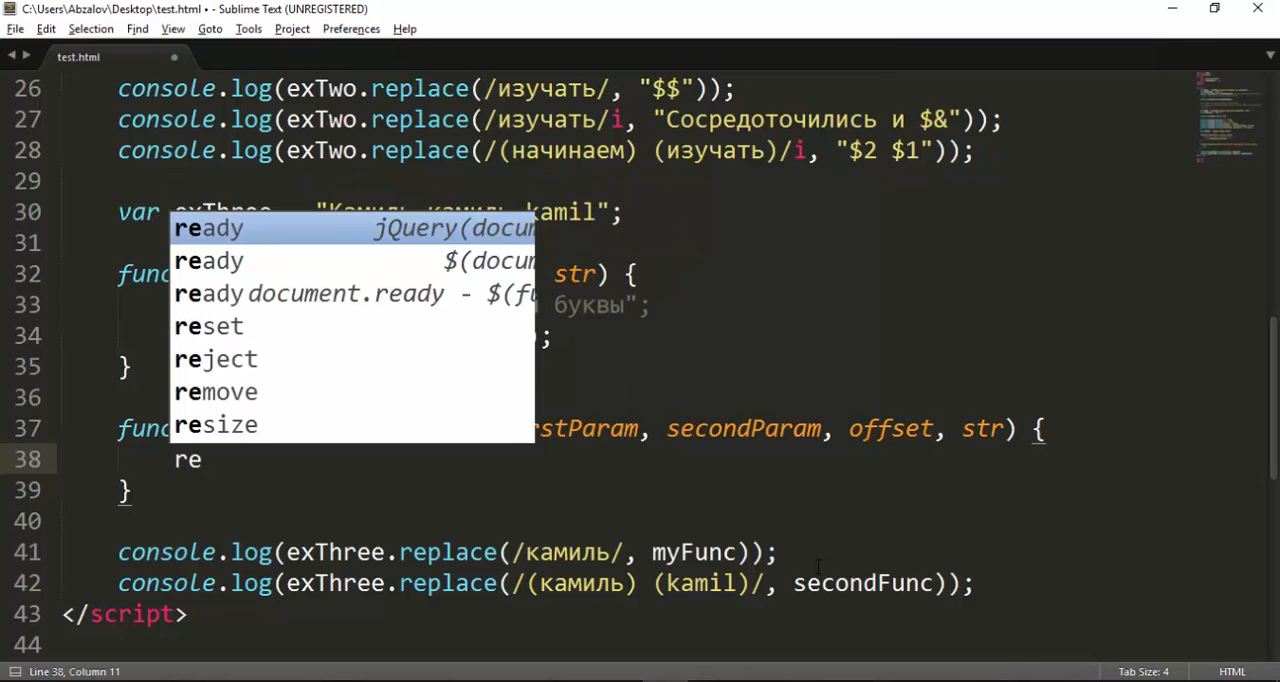 C:\Users\Abzalov\Desktop\test.html • - Sublime Text (UNREGISTERED)
File Edit Selection Find View Goto Tools Project Preferences Help
test.html
26 console.log(exTwo.replace(/изучать/, "$$"));
27 console.log(exTwo.replace(/изучать/i, "Сосредоточились и $&"));
28 console.log(exTwo.replace(/(начинаем) (изучать)/i, "$2 $1"));
29
30 var kamil";
ready jQuery(docum
31
ready $(docum
32 func str) {
ready document.ready - $(fu
33 буквы";
reset
34 ;
reject
35 }
remove
36
resize
37 func rstParam, secondParam, offset, str) {
38 re
39 }
40
41 console.log(exThree.replace(/камиль/, myFunc));
42 console.log(exThree.replace(/(камиль) (kamil)/, secondFunc));
43 </script>
44
Line 38, Column 11 Tab Size: 4 HTML